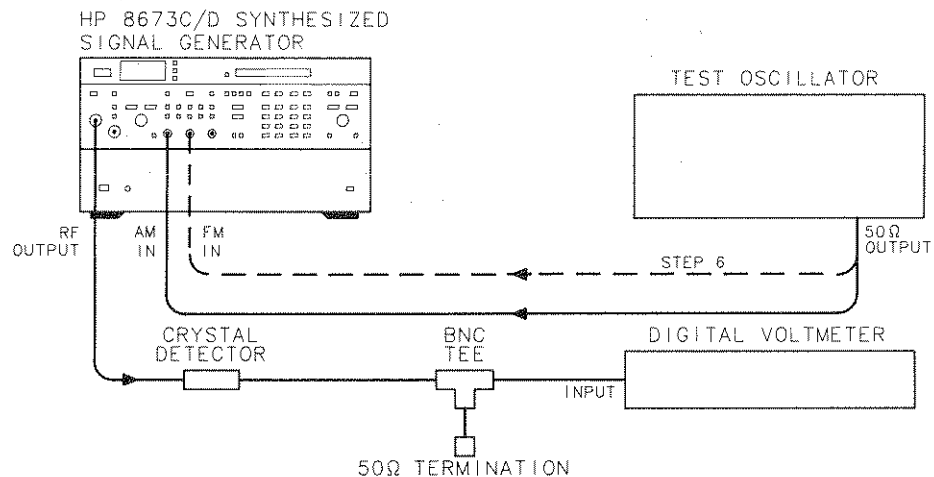 HP 8673C/D SYNTHESIZED
SIGNAL GENERATOR
TEST OSCILLATOR
RF
OUTPUT
AM
IN
FM
IN
50Ω
OUTPUT
STEP 6
CRYSTAL
DETECTOR
BNC
TEE
DIGITAL VOLTMETER
INPUT
50Ω TERMINATION